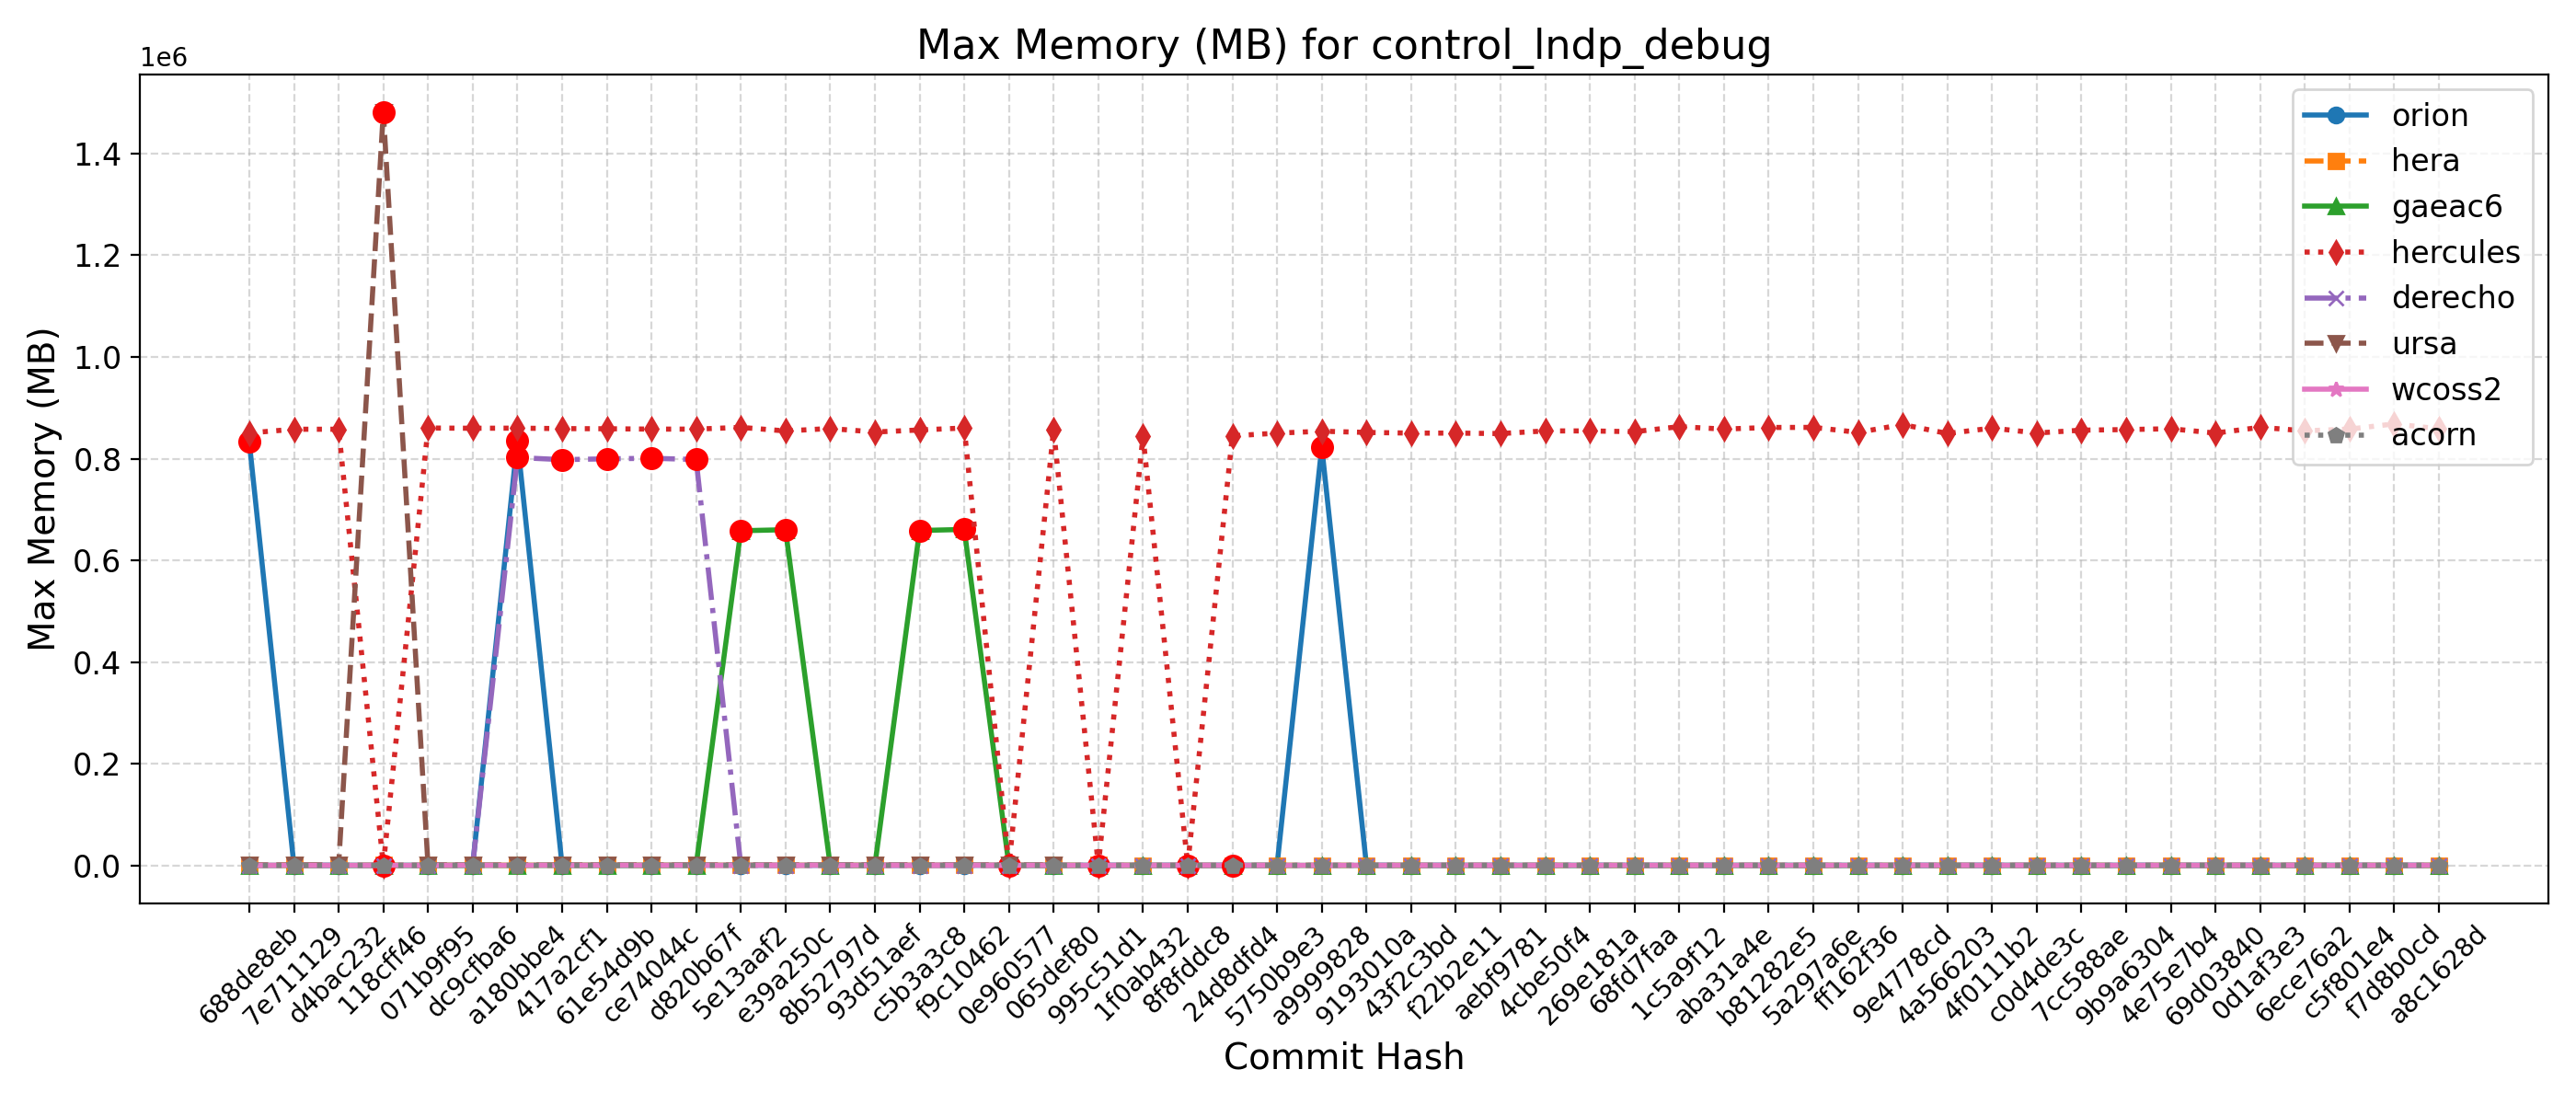 Max Memory (MB) for control_lndp_debug
1e6
1.4
1.2
1.0
0.8
0.6
0.4
0.2
0.0
Max Memory (MB)
orion
hera
gaeac6
hercules
derecho
ursa
wcoss2
acorn
688de8eb
7e711129
d4bac232
118cff46
071b9f95
dc9cfba6
a180bbe4
417a2cf1
61e54d9b
ce74044c
d820b67f
5e13aaf2
e39a250c
8b52797d
93d51aef
c5b3a3c8
f9c10462
0e960577
065def80
995c51d1
1f0ab432
8f8fddc8
24d8dfd4
5750b9e3
a9999828
9193010a
43f2c3bd
f22b2e11
aebf9781
4cbe50f4
269e181a
68fd7faa
1c5a9f12
aba31a4e
b81282e5
5a297a6e
ff162f36
9e4778cd
4a566203
4f0111b2
c0d4de3c
7cc588ae
9b9a6304
4e75e7b4
69d03840
0d1af3e3
6ece76a2
c5f801e4
f7d8b0cd
a8c1628d
Commit Hash